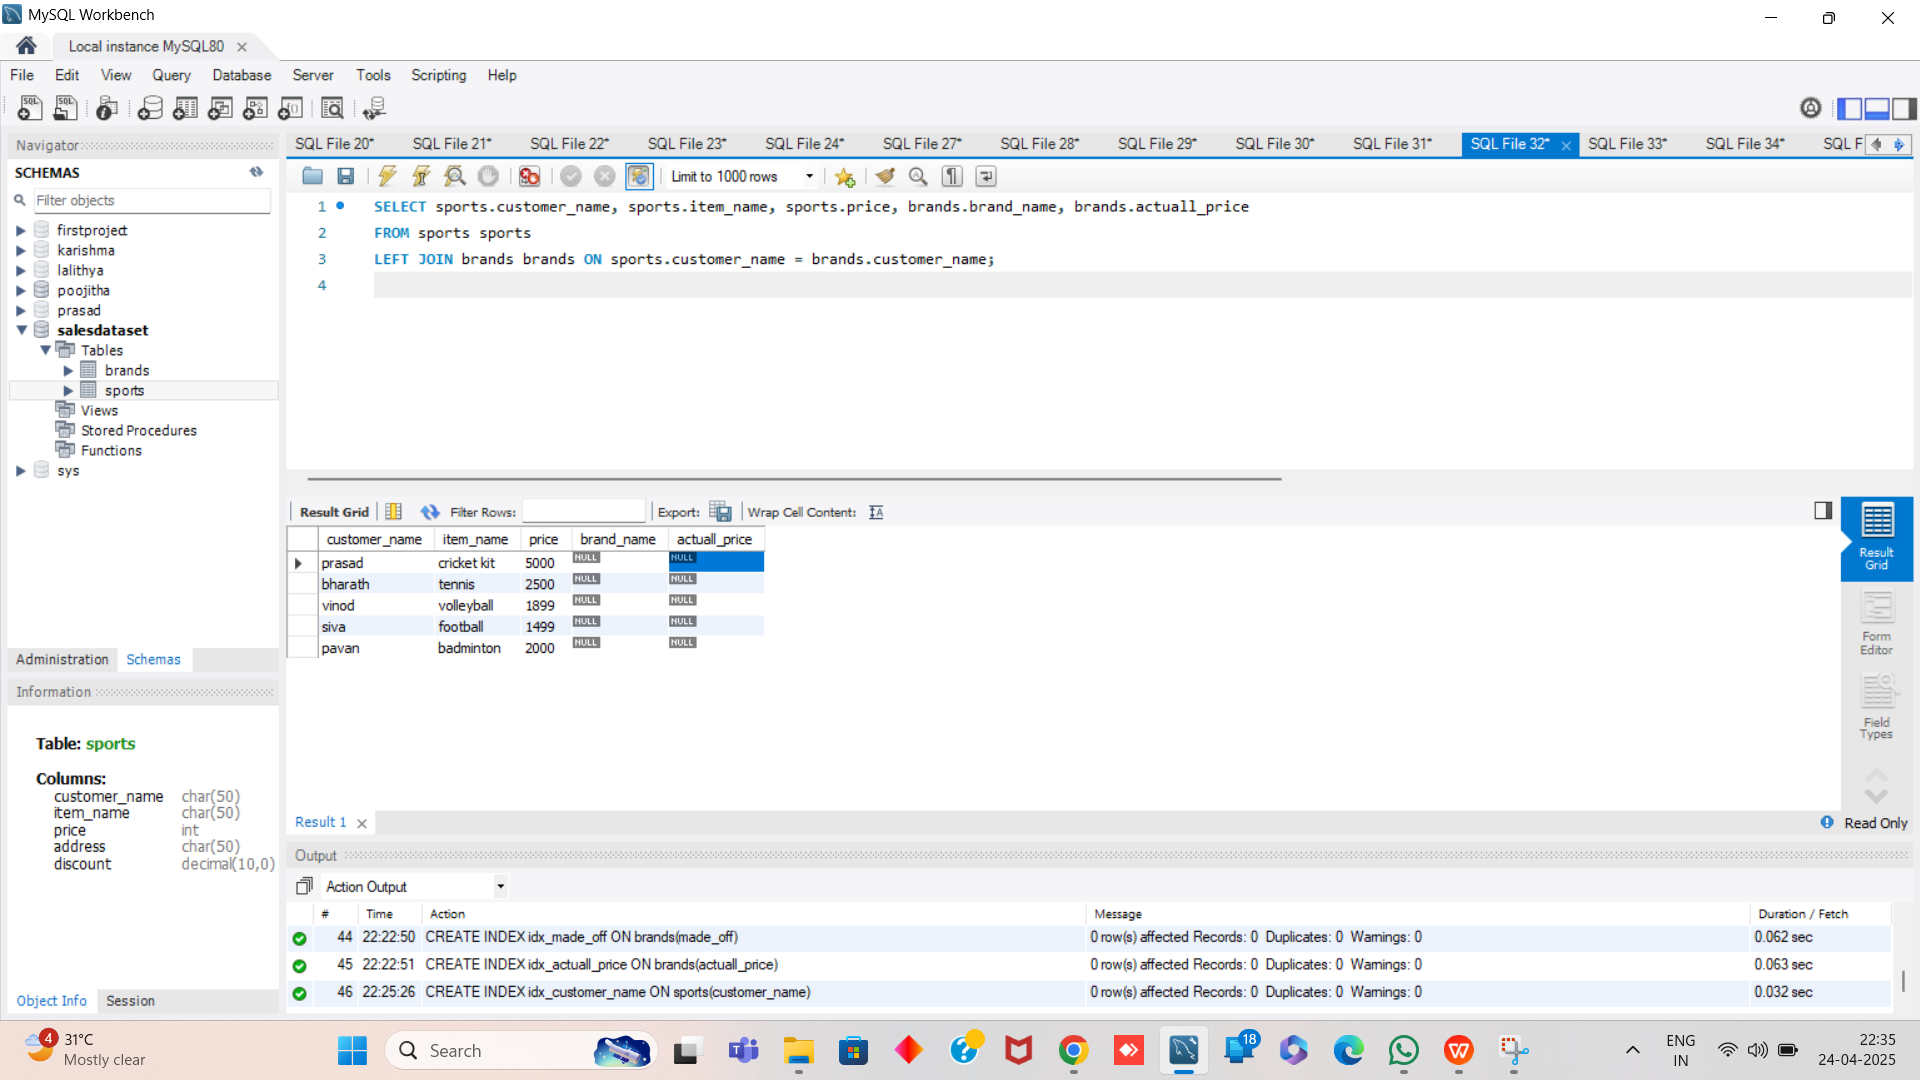 MySQL Workbench
Local instance MySQL80
File Edit View Query Database Server Tools Scripting Help
Navigator
SCHEMAS
Filter objects
firstproject
karishma
lalithya
poojitha
prasad
salesdataset
Tables
brands
sports
Views
Stored Procedures
Functions
sys
Administration Schemas
Information
Table: sports
Columns:
customer_name char(50)
item_name char(50)
price int
address char(50)
discount decimal(10,0)
Object Info Session
SQL File 20* SQL File 21* SQL File 22* SQL File 23* SQL File 24* SQL File 27* SQL File 28* SQL File 29* SQL File 30* SQL File 31* SQL File 32* SQL File 33* SQL File 34* SQL F
Limit to 1000 rows
1 SELECT sports.customer_name, sports.item_name, sports.price, brands.brand_name, brands.actuall_price
2 FROM sports sports
3 LEFT JOIN brands brands ON sports.customer_name = brands.customer_name;
4
Result Grid Filter Rows: Export: Wrap Cell Content:
customer_name item_name price brand_name actuall_price
prasad cricket kit 5000 NULL NULL
bharath tennis 2500 NULL NULL
vinod volleyball 1899 NULL NULL
siva football 1499 NULL NULL
pavan badminton 2000 NULL NULL
Result Grid
Form Editor
Field Types
Result 1
Read Only
Output
Action Output
# Time Action Message Duration / Fetch
44 22:22:50 CREATE INDEX idx_made_off ON brands(made_off) 0 row(s) affected Records: 0 Duplicates: 0 Warnings: 0 0.062 sec
45 22:22:51 CREATE INDEX idx_actuall_price ON brands(actuall_price) 0 row(s) affected Records: 0 Duplicates: 0 Warnings: 0 0.063 sec
46 22:25:26 CREATE INDEX idx_customer_name ON sports(customer_name) 0 row(s) affected Records: 0 Duplicates: 0 Warnings: 0 0.032 sec
4
31°C
Mostly clear
Search
18
ENG
IN
22:35
24-04-2025